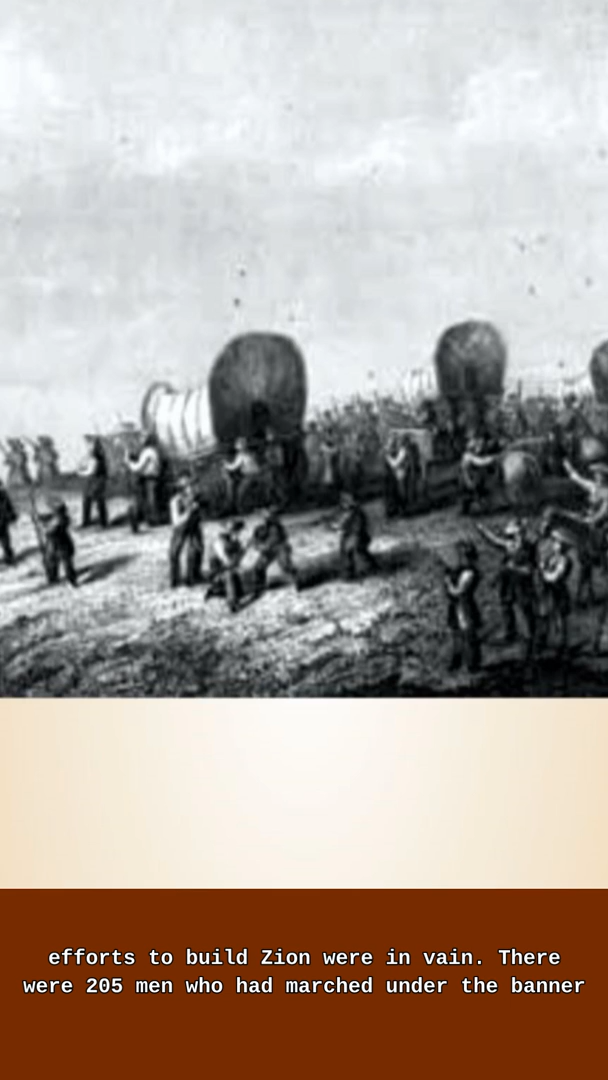 efforts to build Zion were in vain. There
were 205 men who had marched under the banner